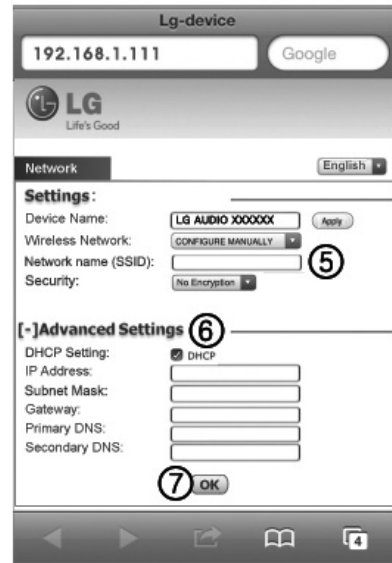 Lg-device
192.168.1.111 Google
LG
Life's Good
Network English
Settings:
Device Name: LG AUDIO XXXXXX Apply
Wireless Network: CONFIGURE MANUALLY
Network name (SSID): ⑤
Security: No Encryption
[-]Advanced Settings ⑥
DHCP Setting: DHCP
IP Address:
Subnet Mask:
Gateway:
Primary DNS:
Secondary DNS:
⑦ OK
4